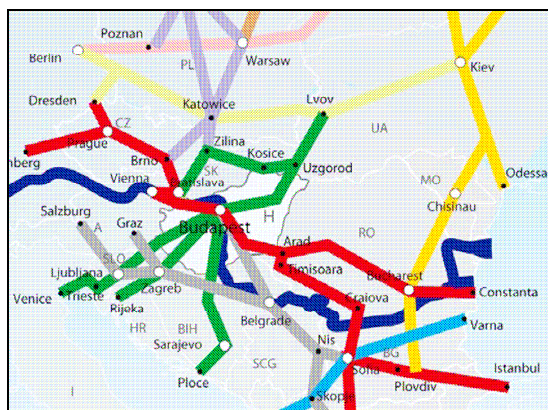 Poznan
Berlin
Warsaw
PL
Kiev
Dresden
Katowice
Lvov
CZ
Prague
UA
Zilina
nberg
Brno
Kosice
Uzgorod
SK
Vienna
Bratislava
MO
Odessa
Chisinau
Salzburg
Graz
S
H
A
Budapest
RO
Arad
SLO
Ljubliana
Timisoara
Bucharest
Zagreb
Venice
Trieste
Rijeka
Craiova
Constanta
Belgrade
HR
BIH
Varna
Sarajevo
Nis
SCG
Sofia
BG
Ploce
Plovdiv
Istanbul
I
Skopje